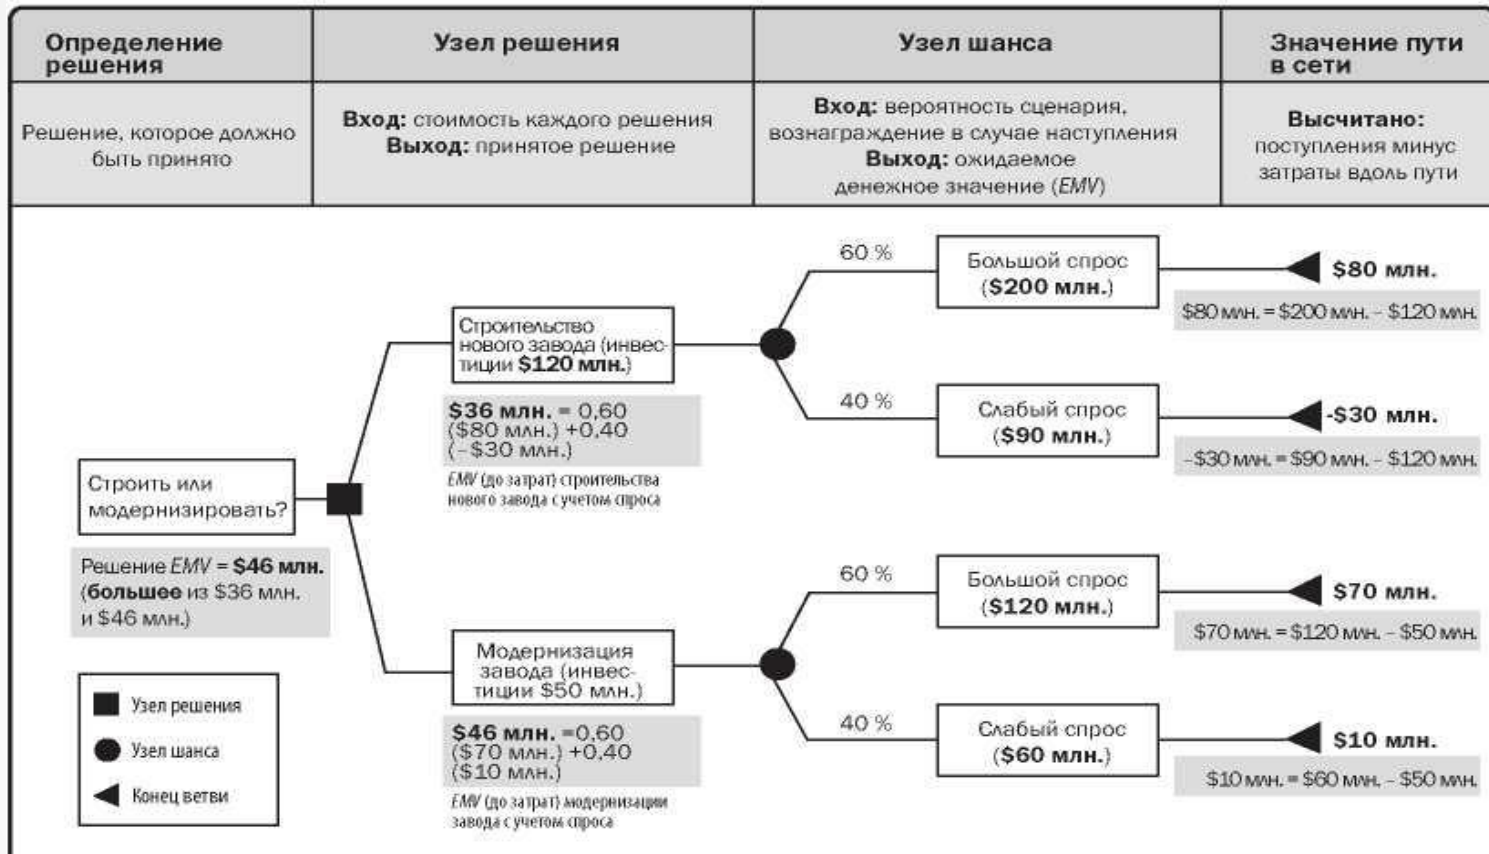 Определение
решения
Узел решения
Узел шанса
Значение пути
в сети
Решение, которое должно
быть принято
Вход: стоимость каждого решения
Выход: принятое решение
Вход: вероятность сценария,
вознаграждение в случае наступления
Выход: ожидаемое
денежное значение (EMV)
Высчитано:
поступления минус
затраты вдоль пути
Строить или
модернизировать?
Решение EMV = $46 млн.
(большее из $36 млн.
и $46 млн.)
Строительство
нового завода (инвес-
тиции $120 млн.)
$36 млн. = 0,60
($80 млн.) +0,40
(–$30 млн.)
EMV (до затрат) строительства
нового завода с учетом спроса
60 %
Большой спрос
($200 млн.)
$80 млн.
$80 млн. = $200 млн. – $120 млн.
40 %
Слабый спрос
($90 млн.)
-$30 млн.
–$30 млн. = $90 млн. – $120 млн.
Модернизация
завода (инвес-
тиции $50 млн.)
$46 млн. =0,60
($70 млн.) +0,40
($10 млн.)
EMV (до затрат) модернизации
завода с учетом спроса
60 %
Большой спрос
($120 млн.)
$70 млн.
$70 млн. = $120 млн. – $50 млн.
40 %
Слабый спрос
($60 млн.)
$10 млн.
$10 млн. = $60 млн. – $50 млн.
Узел решения
Узел шанса
Конец ветви